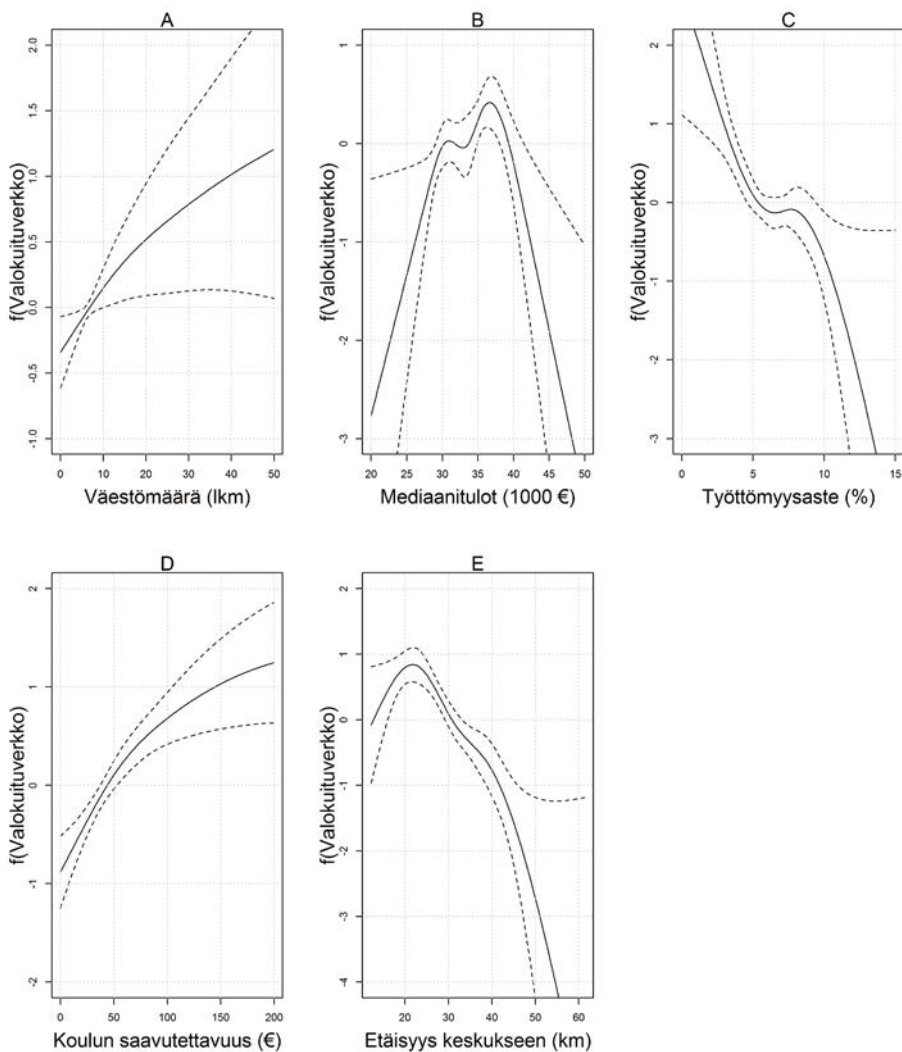 A
f(Valokuituverkko)
2.0
1.5
1.0
0.5
0.0
-0.5
-1.0
0 10 20 30 40 50
Väestömäärä (lkm)
B
f(Valokuituverkko)
1
0
-1
-2
-3
20 25 30 35 40 45 50
Mediaanitulot (1000 €)
C
f(Valokuituverkko)
2
1
0
-1
-2
-3
0 5 10 15
Työttömyysaste (%)
D
f(Valokuituverkko)
2
1
0
-1
-2
0 50 100 150 200
Koulun saavutettavuus (€)
E
f(Valokuituverkko)
2
1
0
-1
-2
-3
-4
20 30 40 50 60
Etäisyys keskukseen (km)